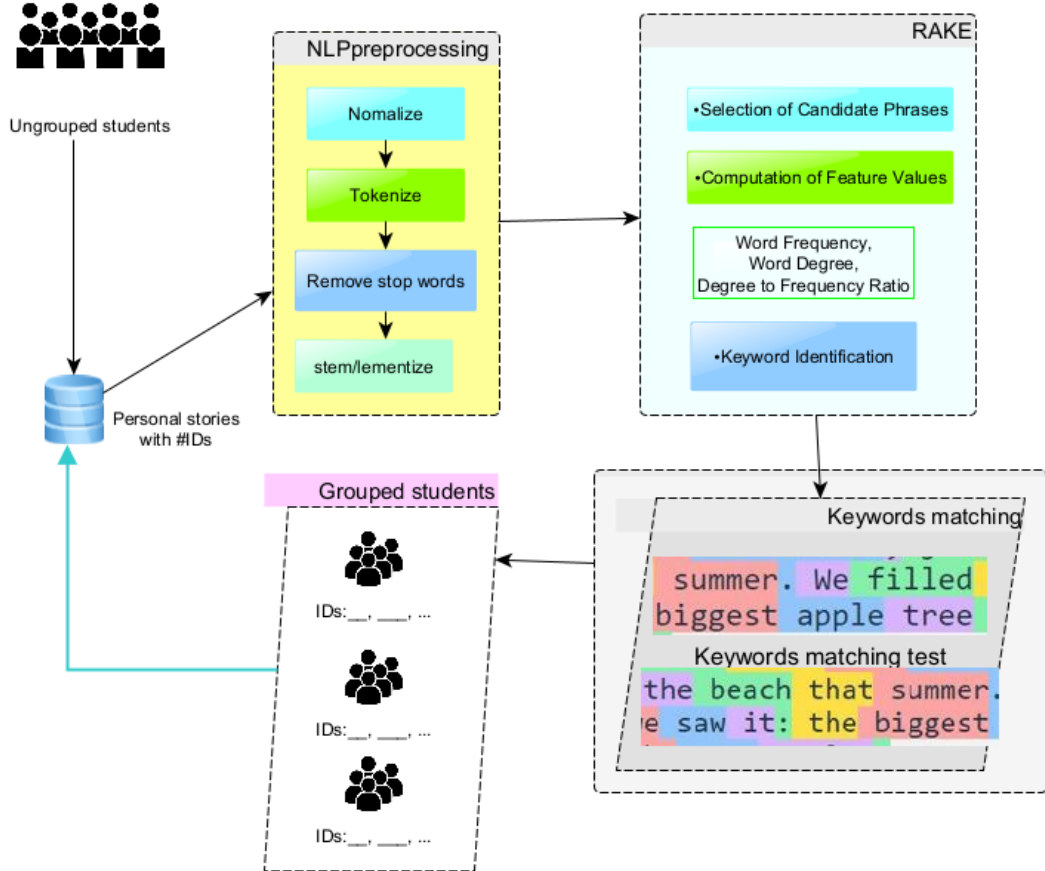 Ungrouped students
NLPpreprocessing
Nomalize
Tokenize
Remove stop words
stem/lementize
RAKE
•Selection of Candidate Phrases
•Computation of Feature Values
Word Frequency,
Word Degree,
Degree to Frequency Ratio
•Keyword Identification
Personal stories
with #IDs
Grouped students
IDs:__, ___, ...
IDs:__, ___, ...
IDs:__, ___, ...
Keywords matching
summer. We filled
biggest apple tree
Keywords matching test
the beach that summer.
e saw it: the biggest